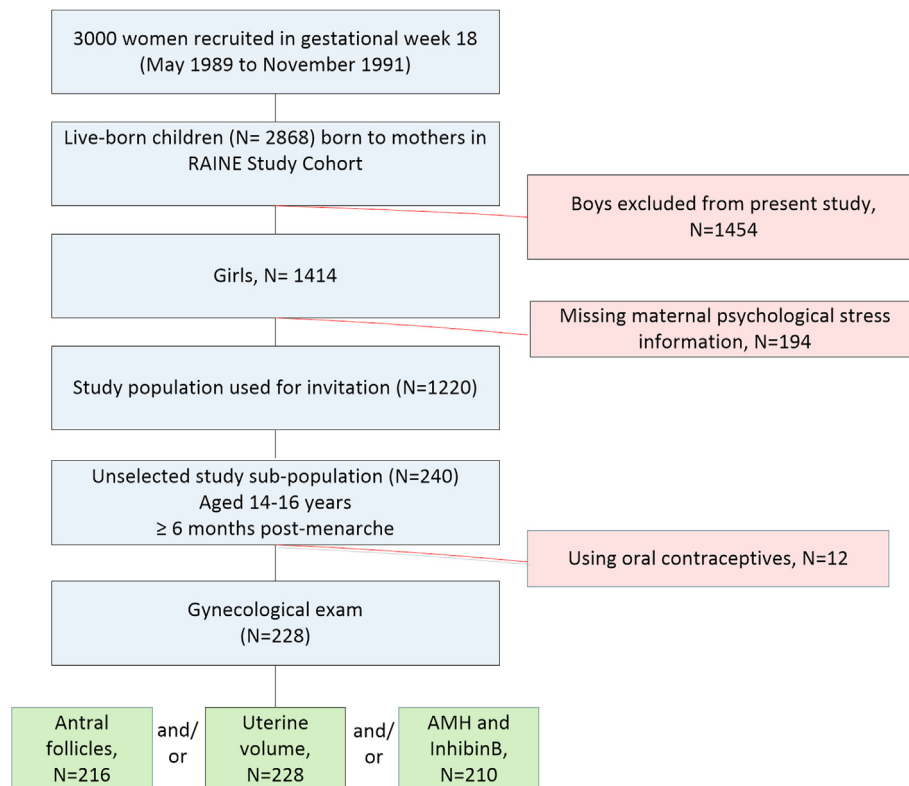 3000 women recruited in gestational week 18
(May 1989 to November 1991)
Live-born children (N= 2868) born to mothers in
RAINE Study Cohort
Boys excluded from present study,
N=1454
Girls, N= 1414
Missing maternal psychological stress
information, N=194
Study population used for invitation (N=1220)
Unselected study sub-population (N=240)
Aged 14-16 years
≥ 6 months post-menarche
Using oral contraceptives, N=12
Gynecological exam
(N=228)
Antral
follicles,
N=216
and/
or
Uterine
volume,
N=228
and/
or
AMH and
InhibinB,
N=210